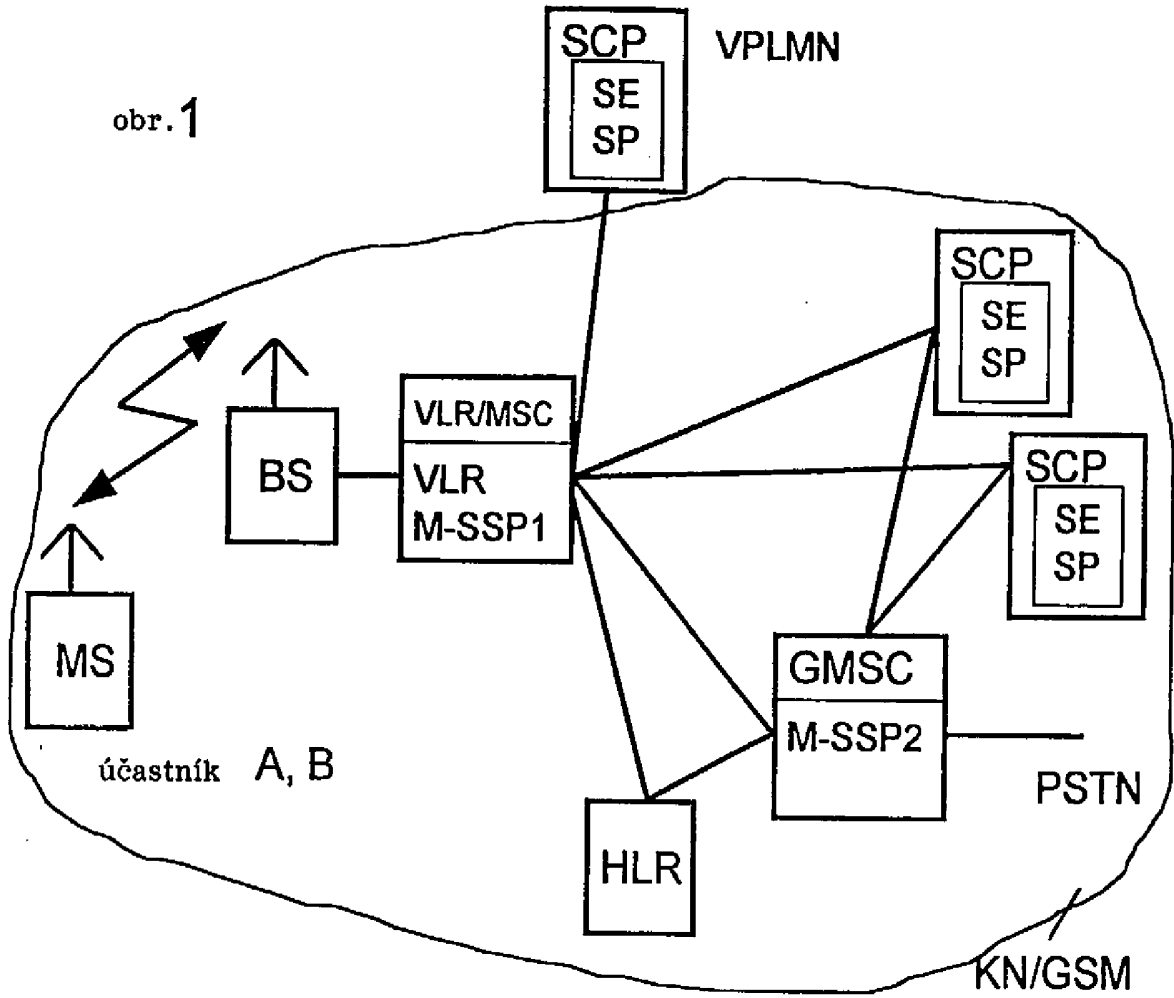 obr.1
SCP
SE
SP
VPLMN
SCP
SE
SP
VLR/MSC
VLR
M-SSP1
BS
SCP
SE
SP
MS
účastník A, B
GMSC
M-SSP2
PSTN
HLR
KN/GSM